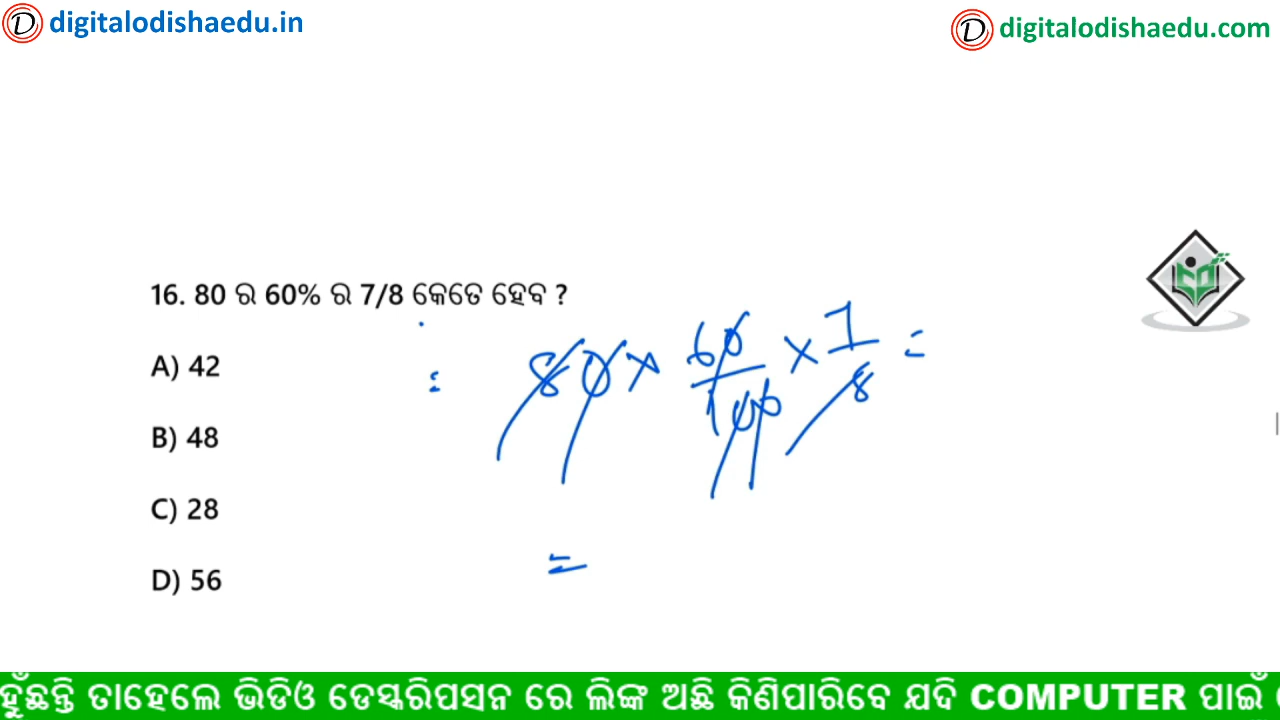 digitalodishaedu.in
digitalodishaedu.com
16. 80 ର 60% ର 7/8 କେତେ ହେବ ?
80 × 60/100 × 7/8 =
A) 42
=
B) 48
C) 28
=
D) 56
ହୁଁଛନ୍ତି ତାହେଲେ ଭିଡିଓ ଡେସ୍କରିପସନ ରେ ଲିଙ୍କ ଅଛି କିଣିପାରିବେ ଯଦି COMPUTER ପାଇଁ